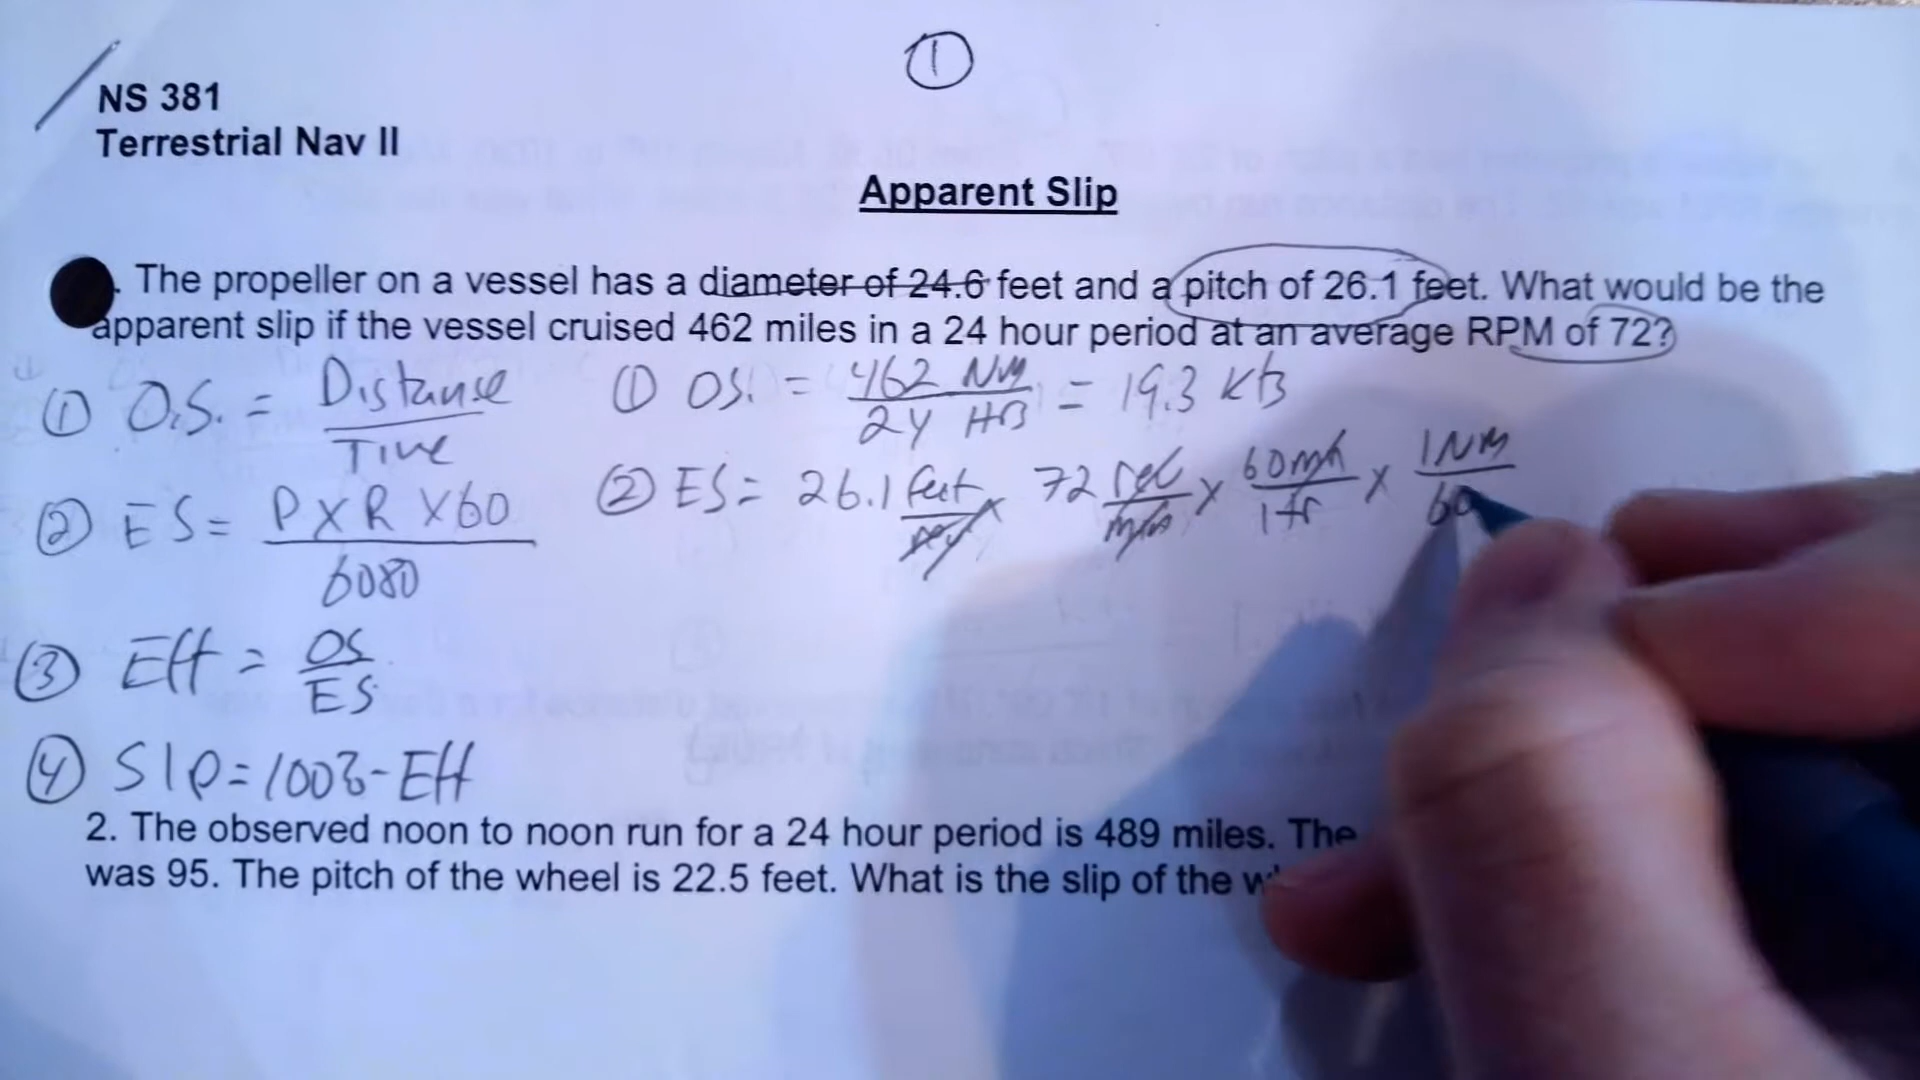 ①
NS 381
Terrestrial Nav II
Apparent Slip
. The propeller on a vessel has a diameter of 24.6 feet and a pitch of 26.1 feet. What would be the
apparent slip if the vessel cruised 462 miles in a 24 hour period at an average RPM of 72?
① O.S. = Distanse / Time
① OS. = 462 NM / 24 HRS = 19.3 kts
② ES = P X R X 60 / 6080
② ES = 26.1 feet / rev x 72 rev / min x 60 min / 1 hr x 1 NM / 60
③ Eff = OS / ES
④ Slp = 100% - Eff
2. The observed noon to noon run for a 24 hour period is 489 miles. The
was 95. The pitch of the wheel is 22.5 feet. What is the slip of the